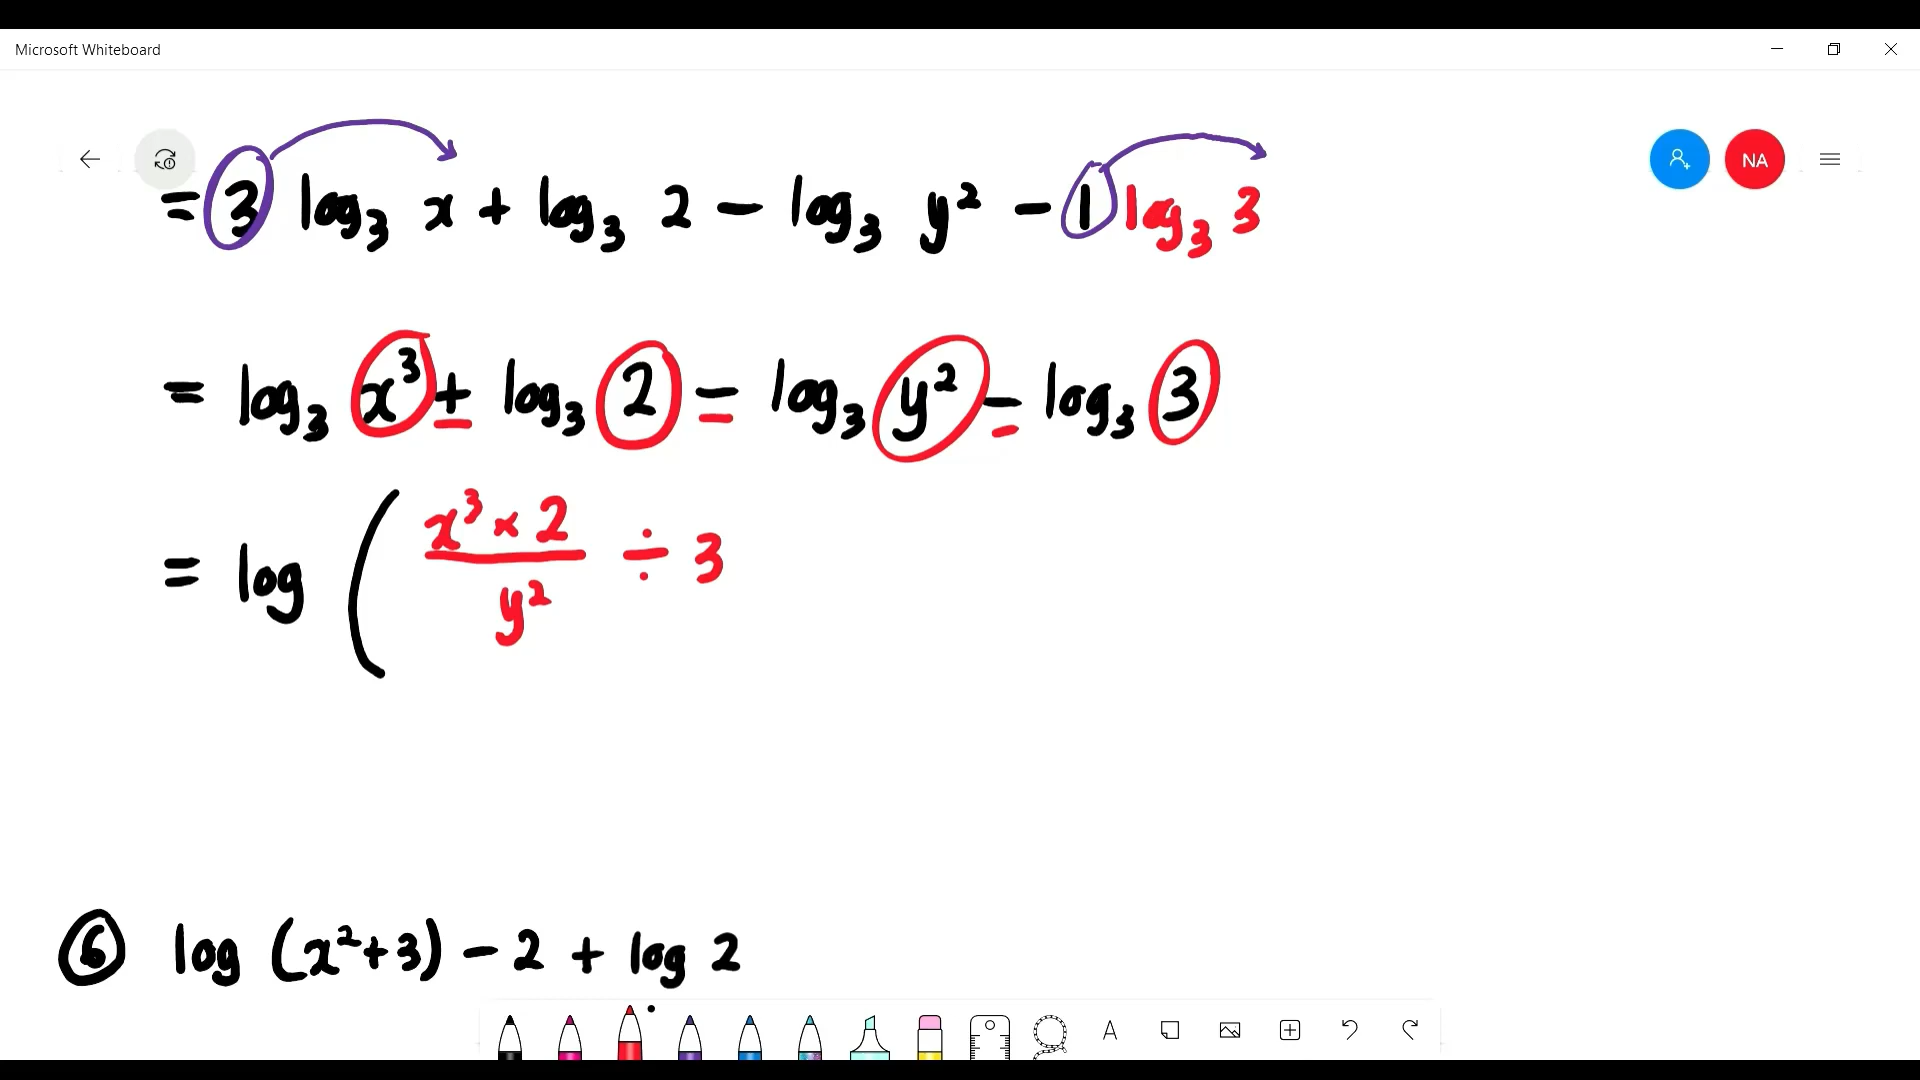 Microsoft Whiteboard
NA
= 3 log₃ x + log₃ 2 − log₃ y² − 1 log₃ 3
= log₃ x³ + log₃ 2 − log₃ y² − log₃ 3
= log ( x³ × 2 / y² ÷ 3
⑥ log (x²+3) − 2 + log 2
A